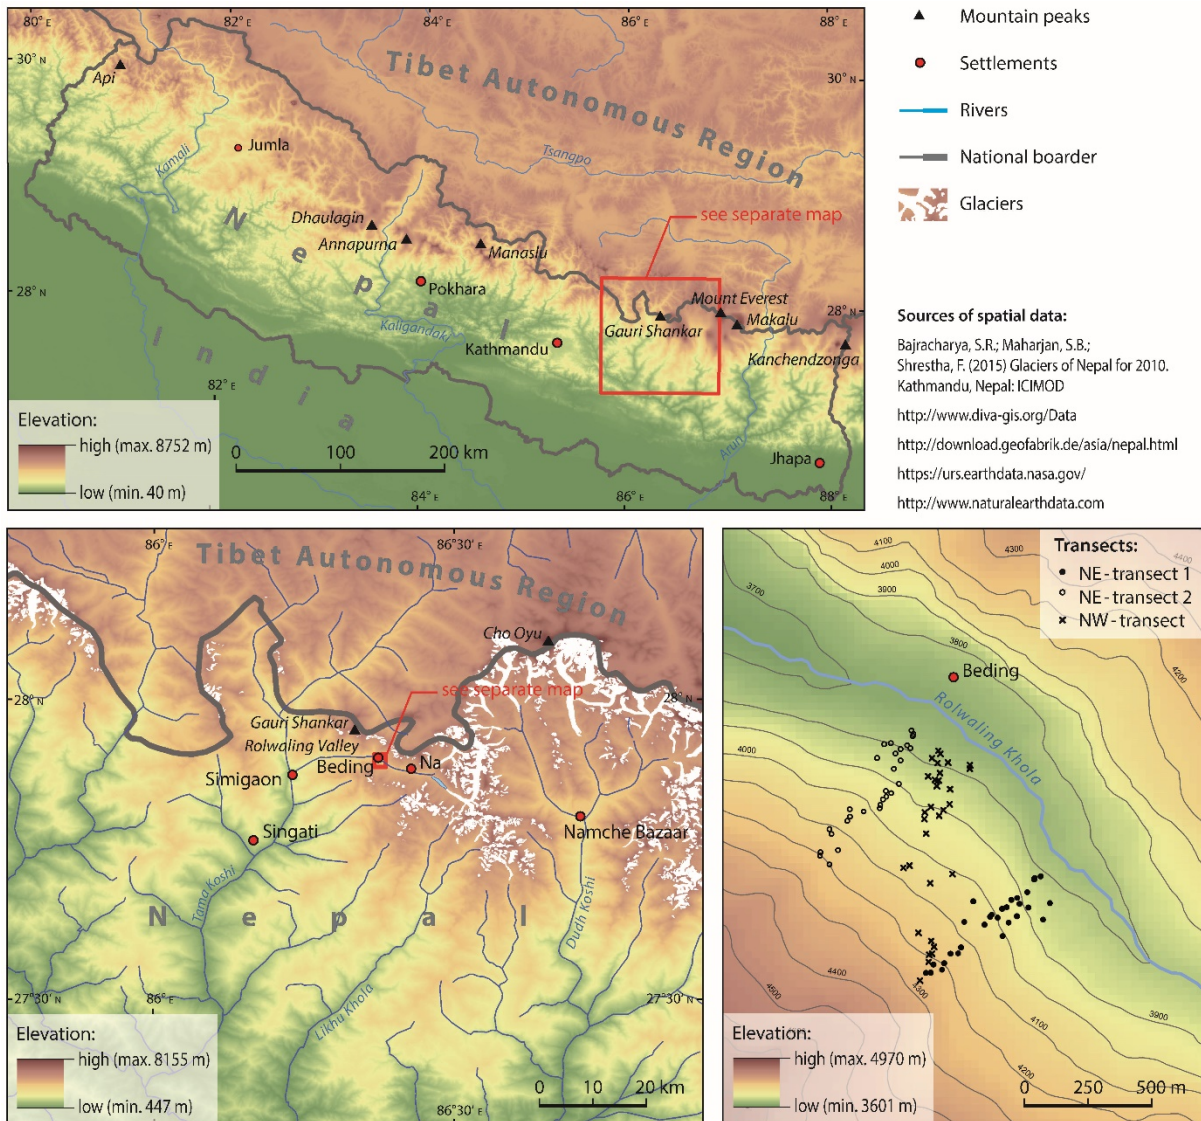 80° E
82° E
84° E
86° E
88° E
30° N
30° N
Tibet Autonomous Region
Api
Kamali
Jumla
Tsangpo
Nepal
Dhaulagin
Annapurna
Manaslu
see separate map
28° N
Pokhara
Mount Everest
28° N
Gauri Shankar
Makalu
Kaligandaki
Kathmandu
Kanchendzonga
India
82° E
Elevation:
high (max. 8752 m)
low (min. 40 m)
0 100 200 km
Arun
Jhapa
84° E
86° E
88° E
Mountain peaks
Settlements
Rivers
National boarder
Glaciers
Sources of spatial data:
Bajracharya, S.R.; Maharjan, S.B.;
Shrestha, F. (2015) Glaciers of Nepal for 2010.
Kathmandu, Nepal: ICIMOD
http://www.diva-gis.org/Data
http://download.geofabrik.de/asia/nepal.html
https://urs.earthdata.nasa.gov/
http://www.naturalearthdata.com
86° E
86°30' E
Tibet Autonomous Region
Cho Oyu
28° N
see separate map
28° N
Gauri Shankar
Rolwaling Valley
Beding
Na
Simigaon
Singati
Namche Bazaar
Tama Koshi
Nepal
Dudh Koshi
27°30' N
86° E
27°30' N
Likhu Khola
Elevation:
high (max. 8155 m)
low (min. 447 m)
0 10 20 km
86°30' E
Transects:
NE - transect 1
NE - transect 2
NW - transect
4100
4000
3900
3700
4300
4400
4200
3800
Beding
Rolwaling Khola
4000
4400
4500
4300
4100
3900
4200
Elevation:
high (max. 4970 m)
low (min. 3601 m)
0 250 500 m